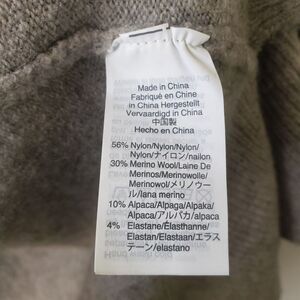 Made in China
Fabriqué en Chine
in China Hergestellt
Vervaardigd in China
中国製
Hecho en China
56% Nylon/Nylon/Nylon/
Nylon/ナイロン/nailon
30% Merino Wool/Laine De
Merinos/Merinowolle/
Merinowol/メリノウー
ル/lana merino
10% Alpaca/Alpaga/Alpaka/
Alpaca/アルパカ/alpaca
4% Elastane/Élasthanne/
Elastan/Elastaan/エラス
テーン/elastano